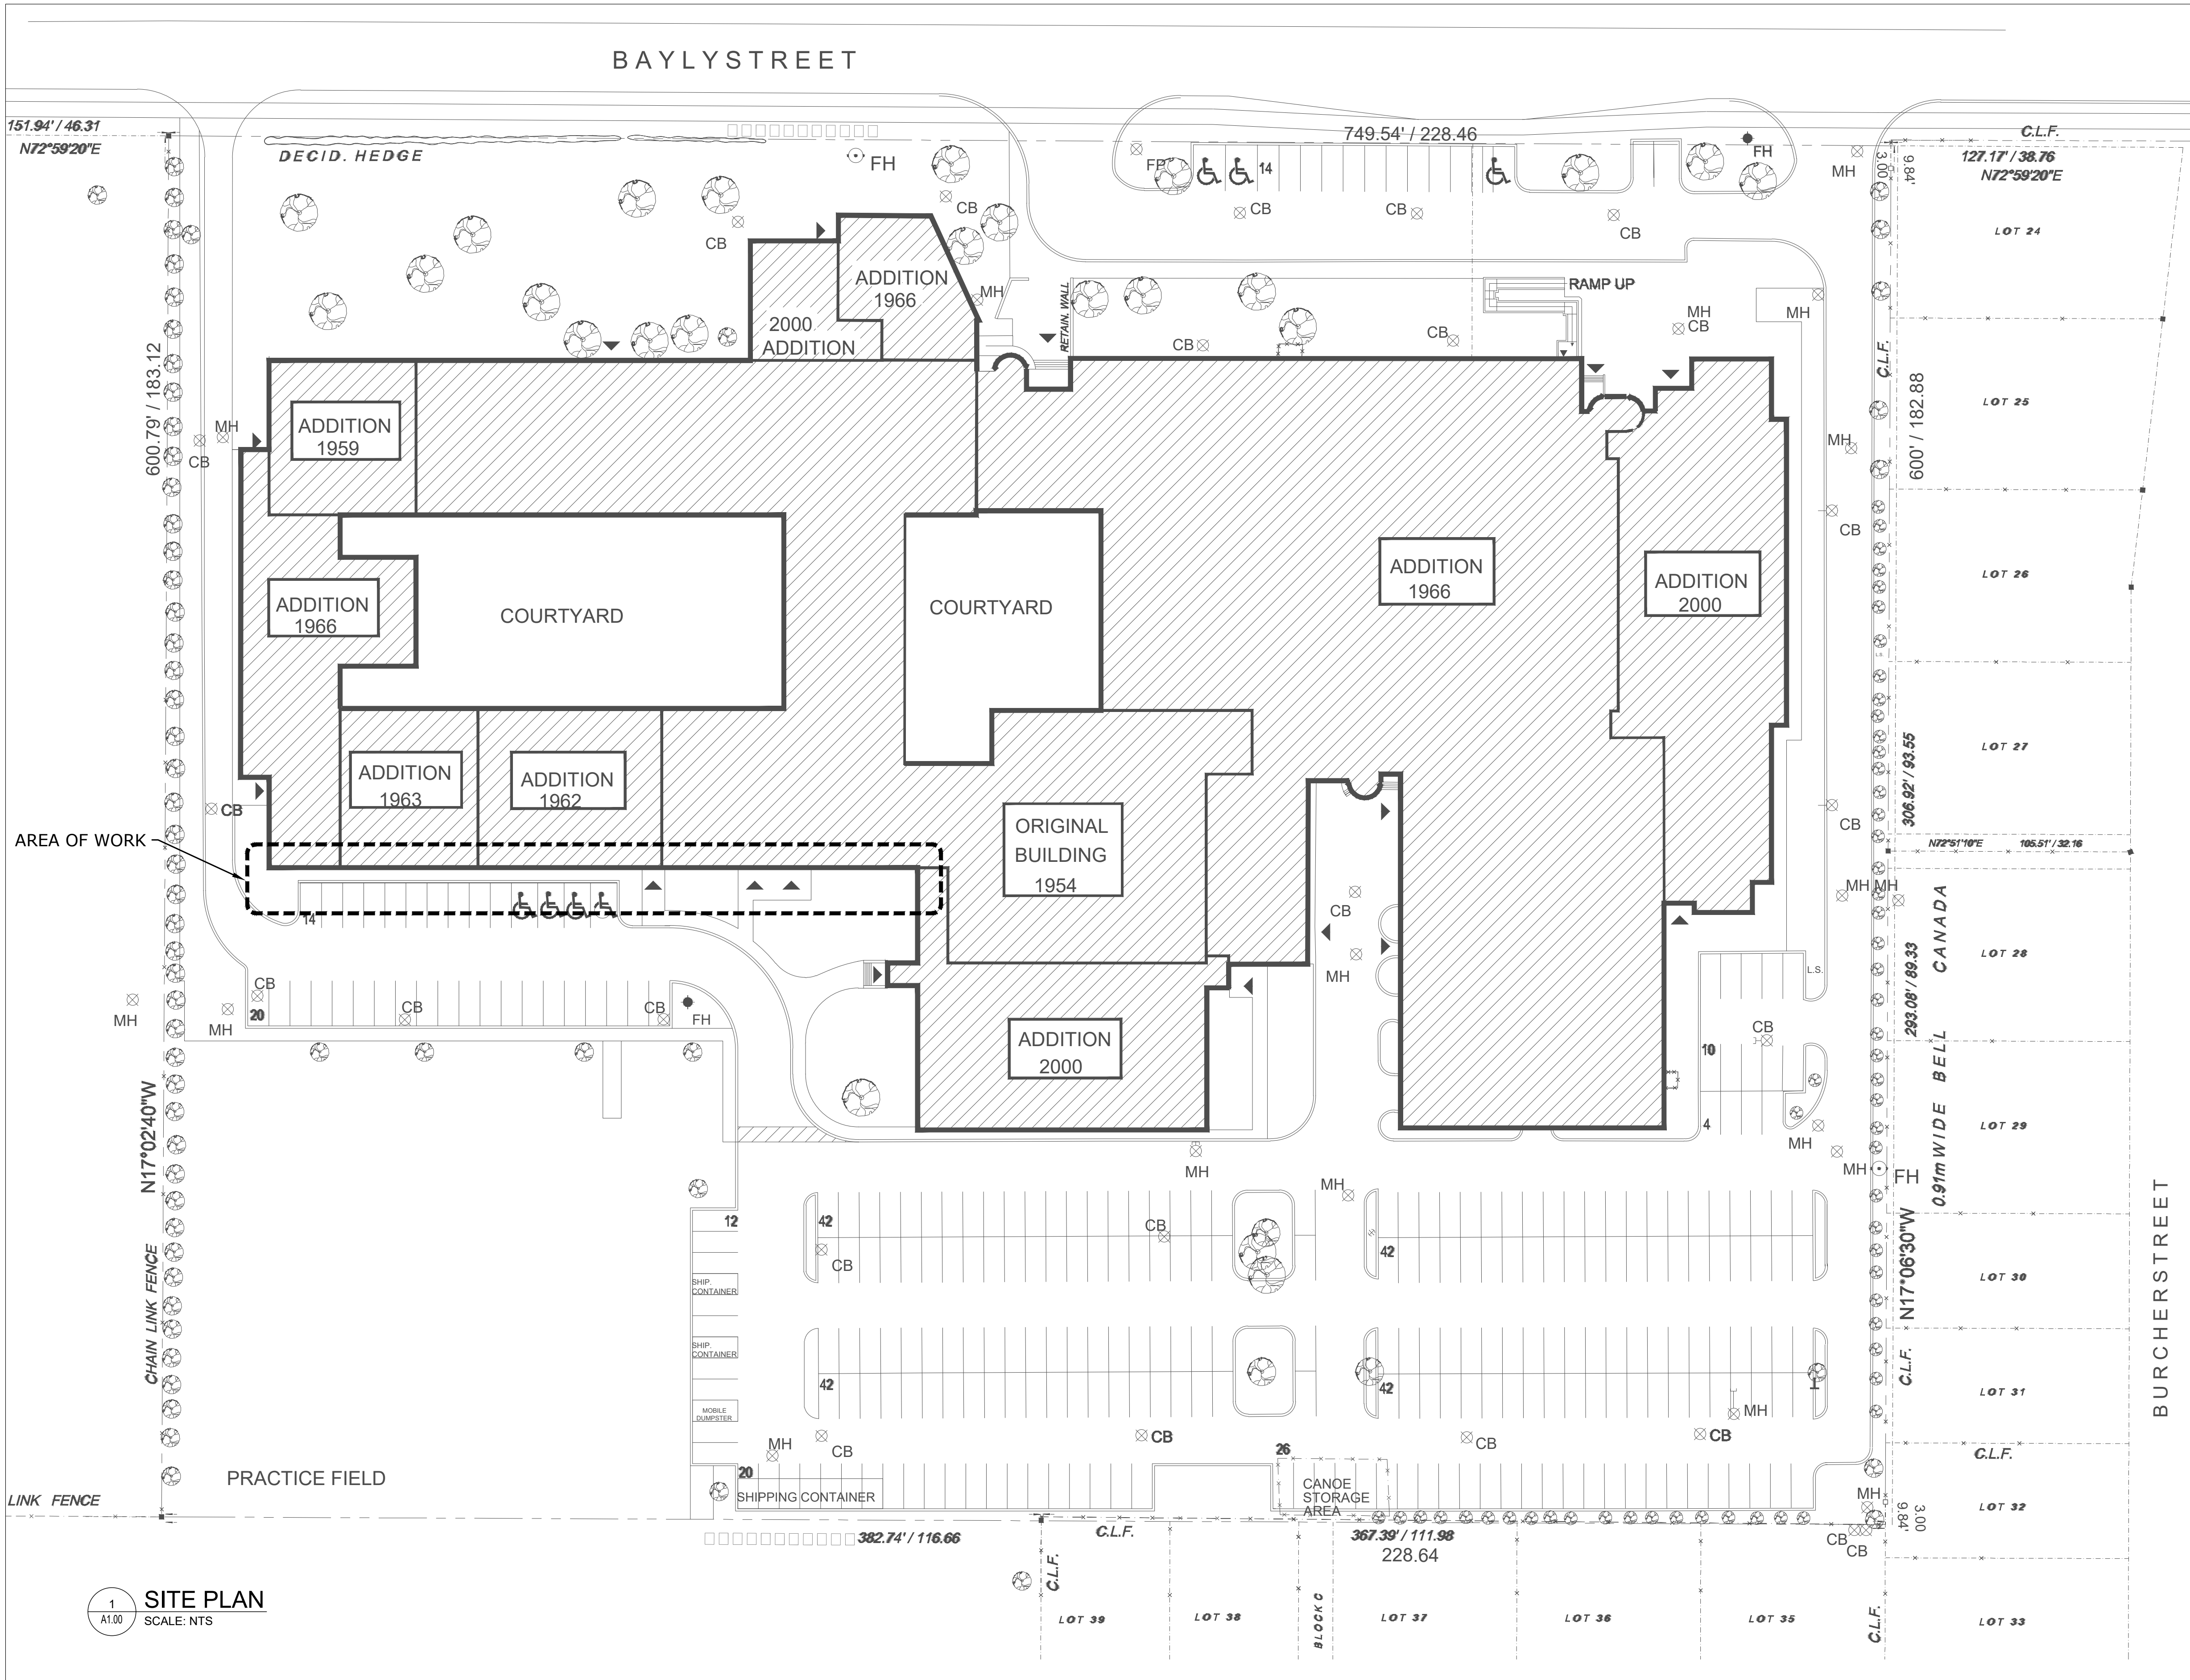 BAYLYSTREET
151.94' / 46.31
N72°59'20"E
DECID. HEDGE
FH
749.54' / 228.46
FP
14
FH
MH
3.00
9.84'
C.L.F.
127.17' / 38.76
N72°59'20"E
CB
CB
CB
CB
CB
LOT 24
ADDITION
1966
MH
RETAIN. WALL
RAMP UP
MH
CB
MH
2000
ADDITION
CB
CB
600.79' / 183.12
C.L.F.
600' / 182.88
LOT 25
MH
CB
ADDITION
1959
MH
CB
ADDITION
1966
ADDITION
2000
LOT 26
ADDITION
1966
COURTYARD
COURTYARD
L.S.
306.92' / 93.55
LOT 27
ADDITION
1963
ADDITION
1962
CB
CB
AREA OF WORK
ORIGINAL
BUILDING
1954
N72°51'10"E
105.51' / 32.16
MH
MH
14
CB
MH
0.91m WIDE BELL CANADA
293.08' / 89.33
LOT 28
L.S.
CB
20
CB
CB
FH
MH
MH
ADDITION
2000
CB
10
4
MH
LOT 29
N17°02'40"W
MH
MH
FH
MH
N17°06'30"W
BURCHERSTREET
12
42
CB
CB
42
CHAIN LINK FENCE
SHIP.
CONTAINER
LOT 30
SHIP.
CONTAINER
42
42
C.L.F.
LOT 31
MOBILE
DUMPSTER
MH
MH
CB
CB
CB
CB
C.L.F.
PRACTICE FIELD
20
SHIPPING CONTAINER
26
CANOE
STORAGE
AREA
MH
3.00
9.84'
LOT 32
LINK FENCE
382.74' / 116.66
C.L.F.
367.39' / 111.98
228.64
CB
CB
C.L.F.
1
A1.00
SITE PLAN
SCALE: NTS
LOT 39
LOT 38
BLOCK C
LOT 37
LOT 36
LOT 35
C.L.F.
LOT 33